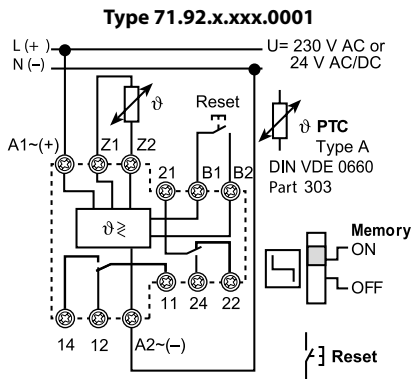 Type 71.92.x.xxx.0001
L (+)
N (–)
U= 230 V AC or
24 V AC/DC
ϑ
Reset
ϑ PTC
Type A
DIN VDE 0660
Part 303
A1~(+)
Z1
Z2
21
B1
B2
ϑ≷
Memory
ON
OFF
11
24
22
14
12
A2~(–)
Reset